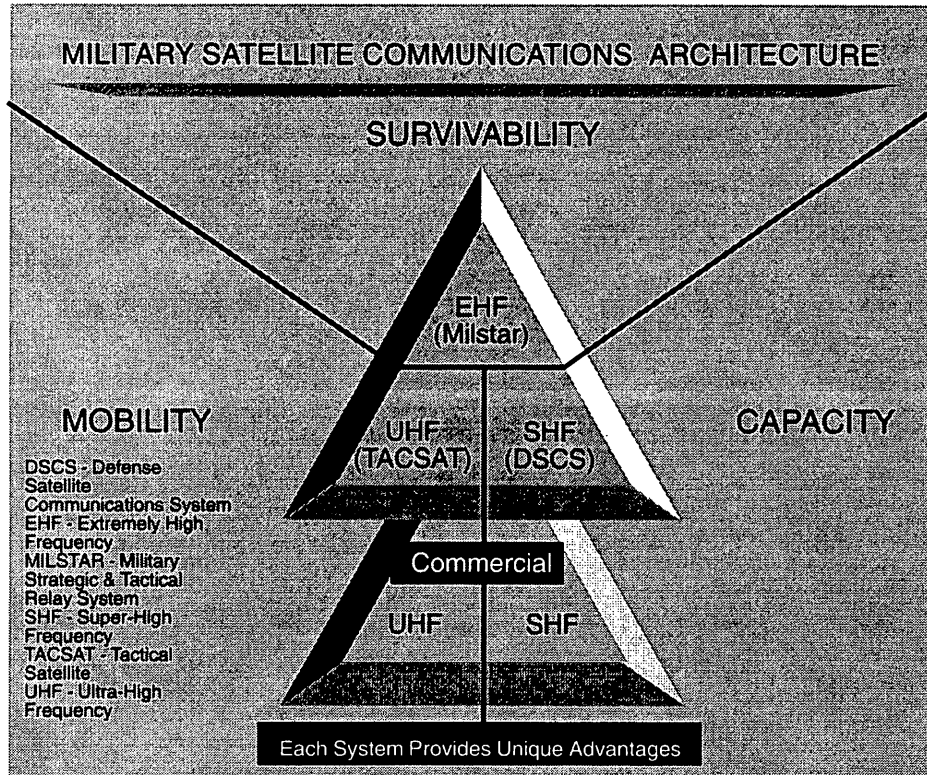 MILITARY SATELLITE COMMUNICATIONS ARCHITECTURE
SURVIVABILITY
EHF
(Milstar)
MOBILITY
CAPACITY
UHF
(TACSAT)
SHF
(DSCS)
DSCS - Defense
Satellite
Communications System
EHF - Extremely High
Frequency
MILSTAR - Military
Strategic & Tactical
Relay System
SHF - Super-High
Frequency
TACSAT - Tactical
Satellite
UHF - Ultra-High
Frequency
Commercial
UHF
SHF
Each System Provides Unique Advantages